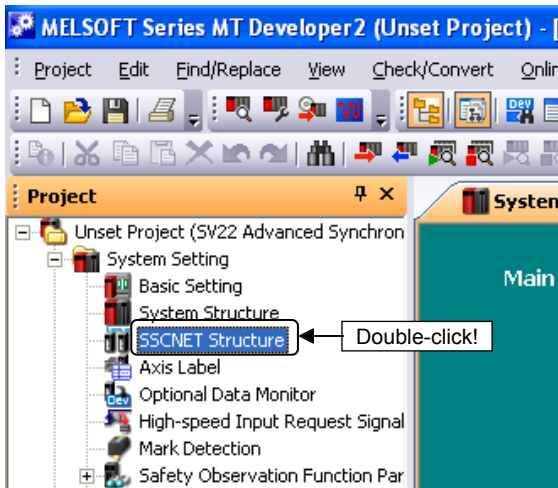 MELSOFT Series MT Developer2 (Unset Project) - [
Project Edit Find/Replace View Check/Convert Onlin
Project
System
Unset Project (SV22 Advanced Synchron
System Setting
Main
Basic Setting
System Structure
SSCNET Structure
Double-click!
Axis Label
Optional Data Monitor
High-speed Input Request Signal
Mark Detection
Safety Observation Function Par